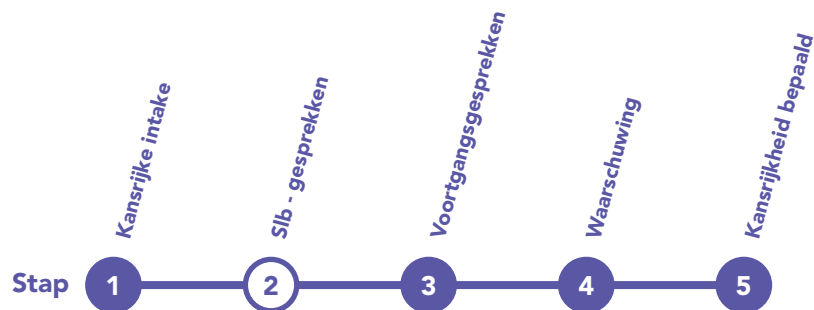 Kansrijke intake
Slb - gesprekken
Voortgangsgesprekken
Waarschuwing
Kansrijkheid bepaald
Stap 1 2 3 4 5